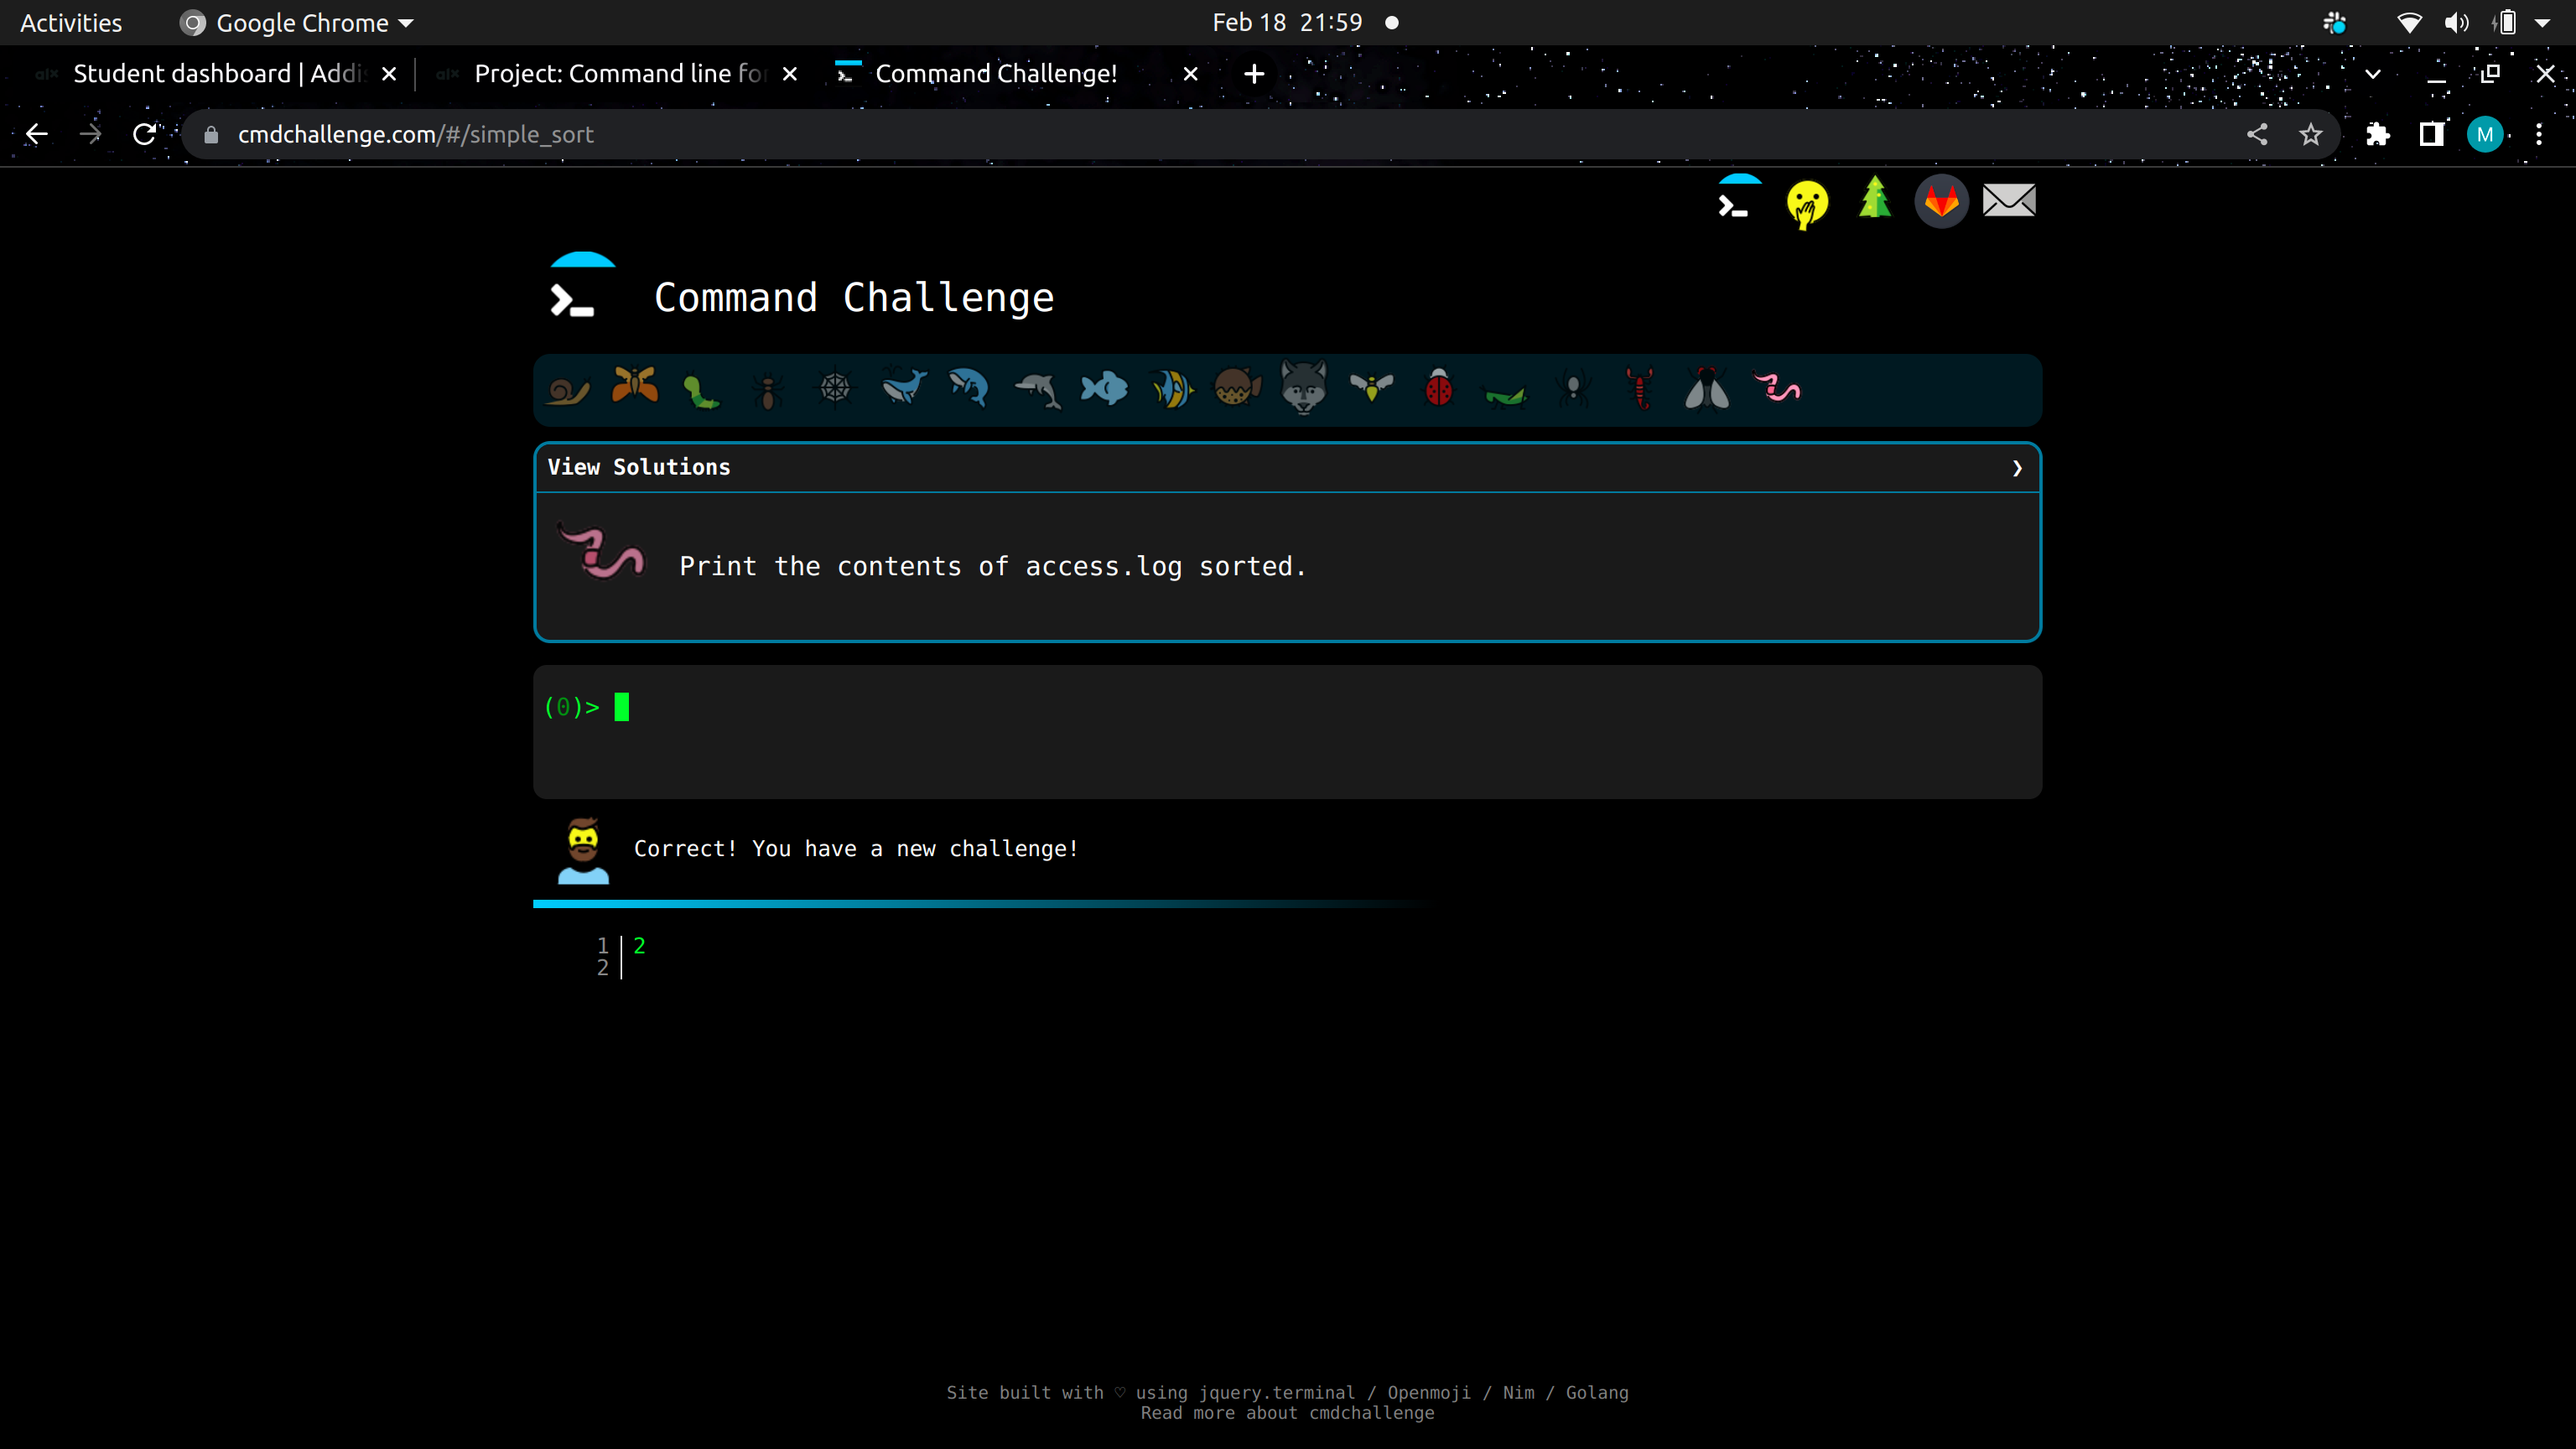 Activities Google Chrome Feb 18 21:59
Student dashboard | Addi Project: Command line fo Command Challenge!
cmdchallenge.com/#/simple_sort M
Command Challenge
View Solutions
Print the contents of access.log sorted.
(0)>
Correct! You have a new challenge!
1 2
2
Site built with ♡ using jquery.terminal / Openmoji / Nim / Golang
Read more about cmdchallenge